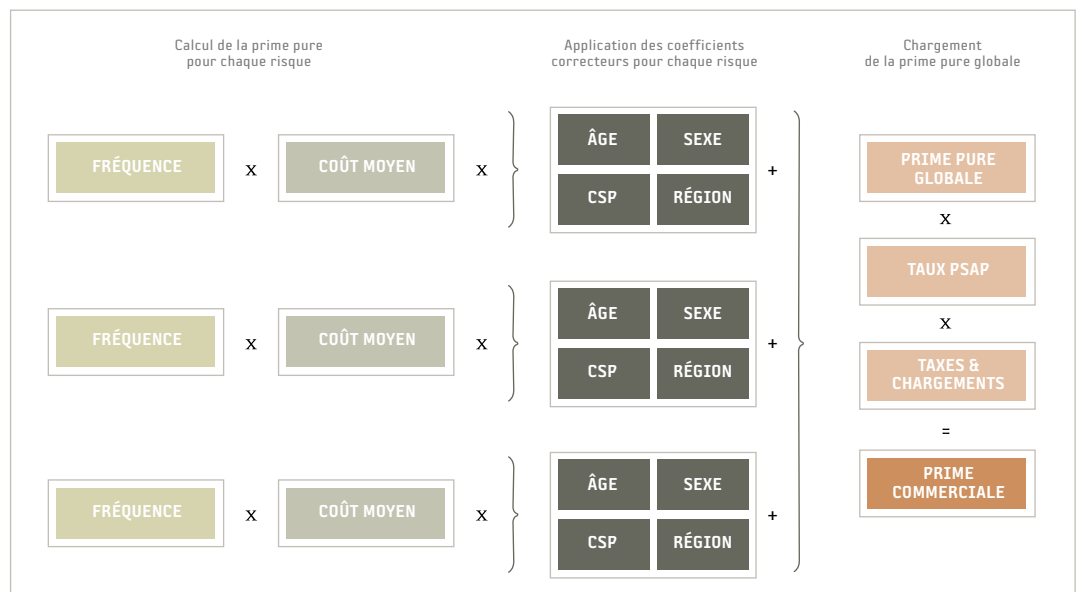 Calcul de la prime pure
pour chaque risque
Application des coefficients
correcteurs pour chaque risque
Chargement
de la prime pure globale
FRÉQUENCE
x
COÛT MOYEN
x
ÂGE
SEXE
CSP
RÉGION
+
FRÉQUENCE
x
COÛT MOYEN
x
ÂGE
SEXE
CSP
RÉGION
+
FRÉQUENCE
x
COÛT MOYEN
x
ÂGE
SEXE
CSP
RÉGION
+
PRIME PURE
GLOBALE
x
TAUX PSAP
x
TAXES &
CHARGEMENTS
=
PRIME
COMMERCIALE